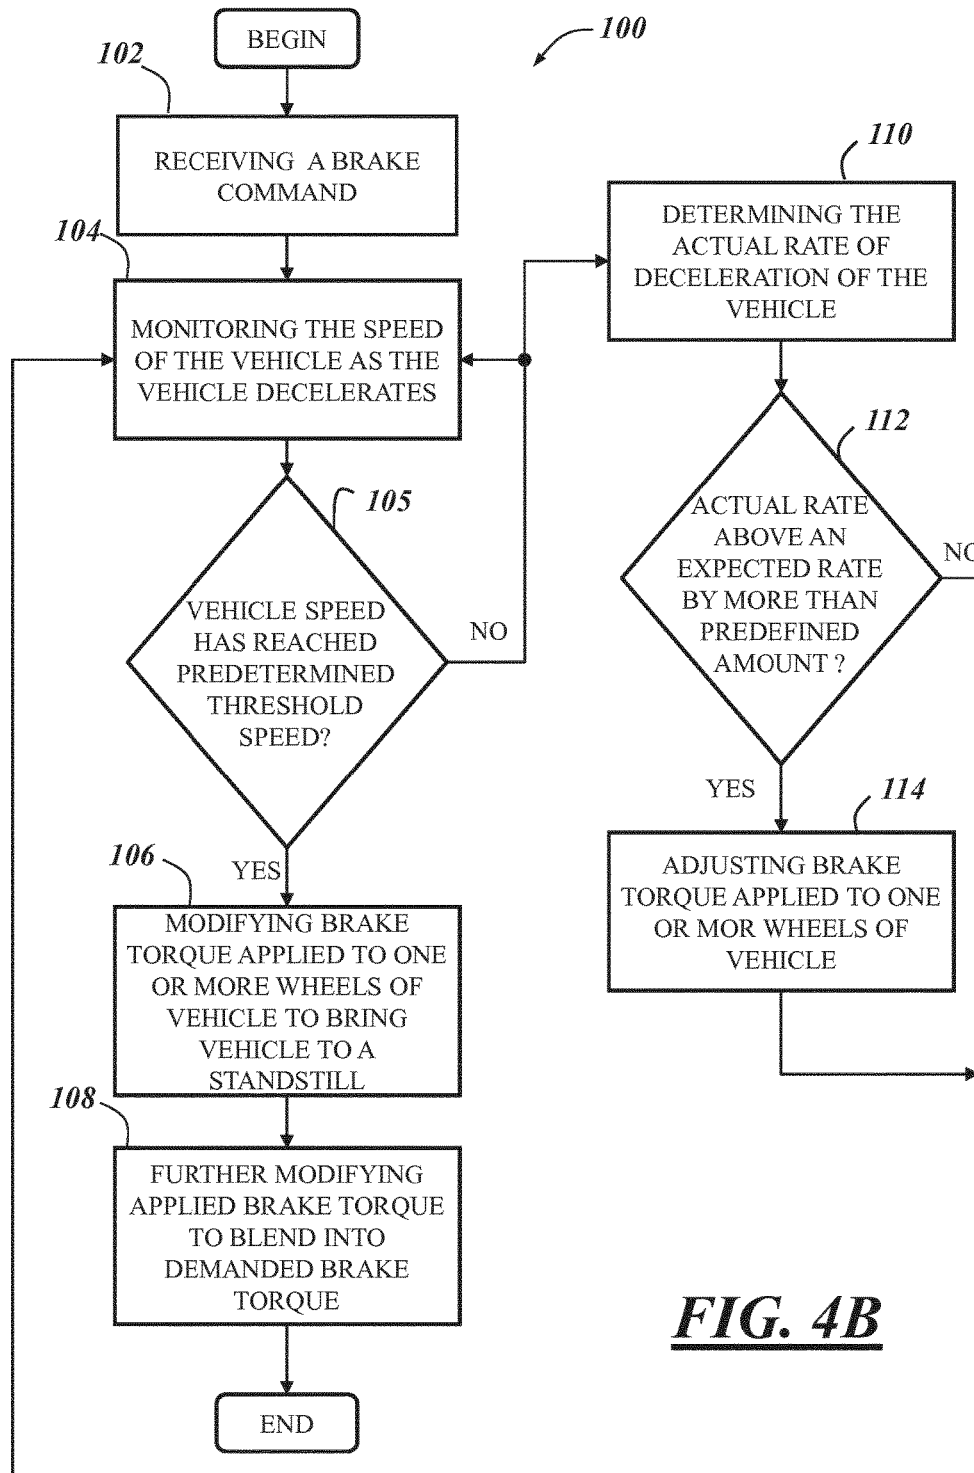 BEGIN
100
102
RECEIVING A BRAKE
COMMAND
104
MONITORING THE SPEED
OF THE VEHICLE AS THE
VEHICLE DECELERATES
105
VEHICLE SPEED
HAS REACHED
PREDETERMINED
THRESHOLD
SPEED?
NO
YES
106
MODIFYING BRAKE
TORQUE APPLIED TO ONE
OR MORE WHEELS OF
VEHICLE TO BRING
VEHICLE TO A
STANDSTILL
108
FURTHER MODIFYING
APPLIED BRAKE TORQUE
TO BLEND INTO
DEMANDED BRAKE
TORQUE
END
110
DETERMINING THE
ACTUAL RATE OF
DECELERATION OF THE
VEHICLE
112
ACTUAL RATE
ABOVE AN
EXPECTED RATE
BY MORE THAN
PREDEFINED
AMOUNT ?
NO
YES
114
ADJUSTING BRAKE
TORQUE APPLIED TO ONE
OR MOR WHEELS OF
VEHICLE
FIG. 4B